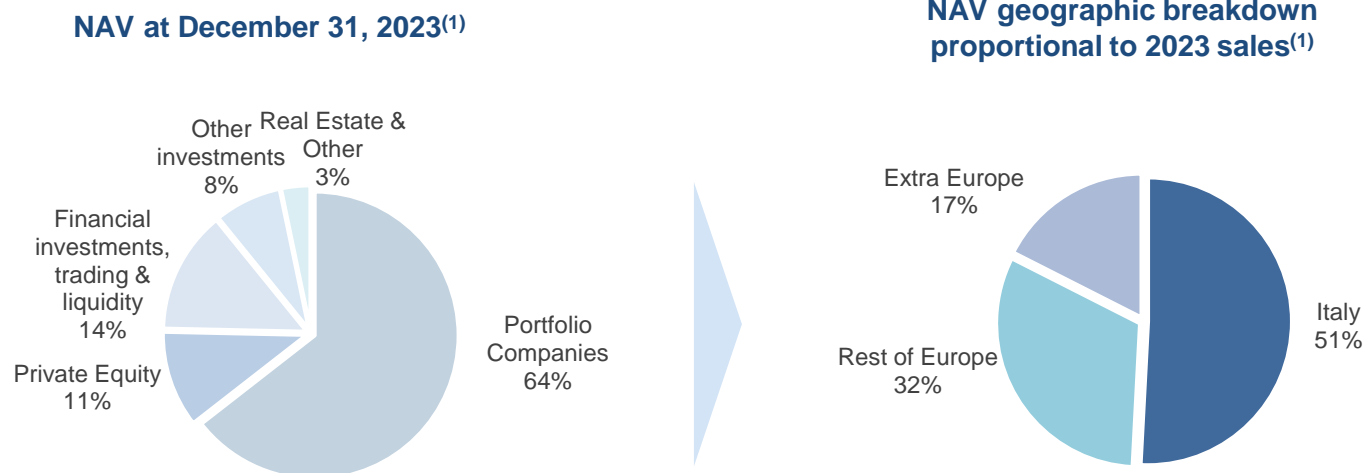 NAV at December 31, 2023(1)
Other
investments
8%
Real Estate &
Other
3%
Financial
investments,
trading &
liquidity
14%
Private Equity
11%
Portfolio
Companies
64%
NAV geographic breakdown
proportional to 2023 sales(1)
Extra Europe
17%
Rest of Europe
32%
Italy
51%